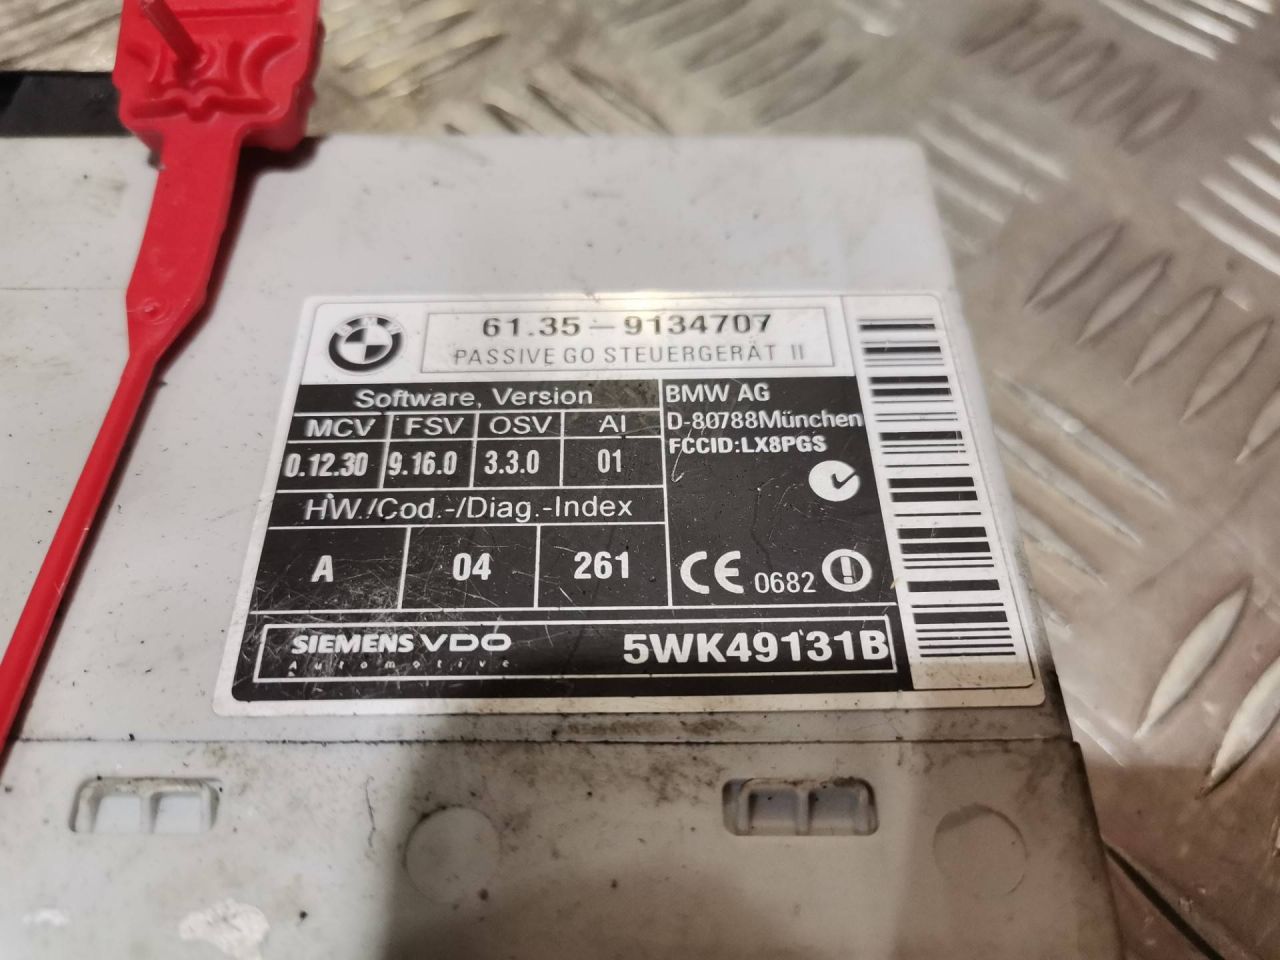 BMW
61.35-9134707
PASSIVE GO STEUERGERÄT II
Software, Version
MCV FSV OSV AI
0.12.30 9.16.0 3.3.0 01
HW./Cod.-/Diag.-Index
A 04 261
BMW AG
D-80788München
FCCID:LX8PGS
CE 0682
SIEMENS VDO
Automotive
5WK49131B